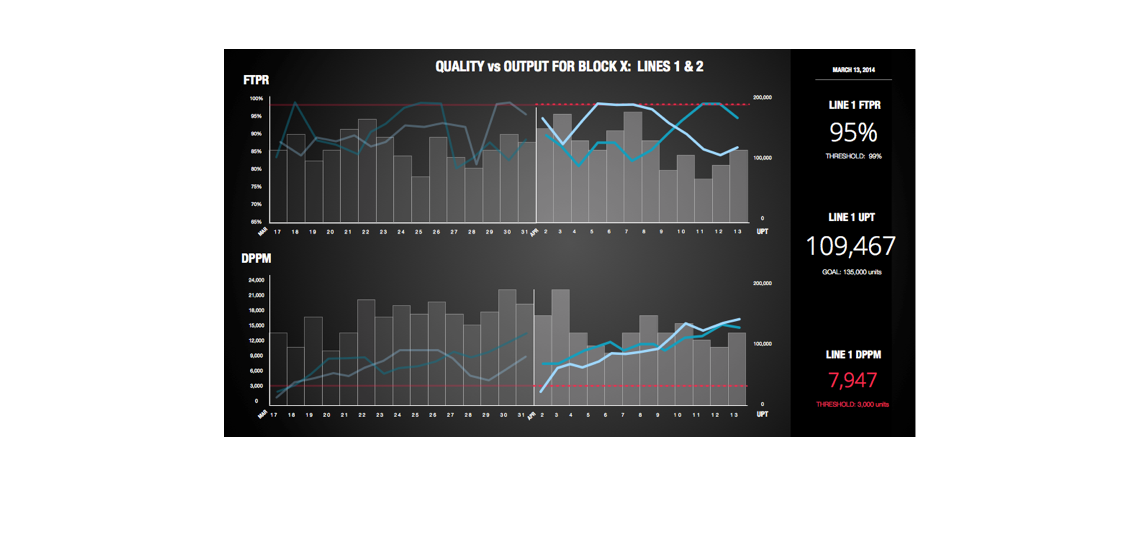 QUALITY vs OUTPUT FOR BLOCK X: LINES 1 & 2
FTPR
100%
95%
90%
85%
80%
75%
70%
65%
200,000
100,000
0
MAR 17 18 19 20 21 22 23 24 25 26 27 28 29 30 31 APR 2 3 4 5 6 7 8 9 10 11 12 13 UPT
DPPM
24,000
21,000
18,000
15,000
12,000
9,000
6,000
3,000
0
200,000
100,000
0
MAR 17 18 19 20 21 22 23 24 25 26 27 28 29 30 31 APR 2 3 4 5 6 7 8 9 10 11 12 13 UPT
MARCH 13, 2014
LINE 1 FTPR
95%
THRESHOLD: 99%
LINE 1 UPT
109,467
GOAL: 135,000 units
LINE 1 DPPM
7,947
THRESHOLD: 3,000 units